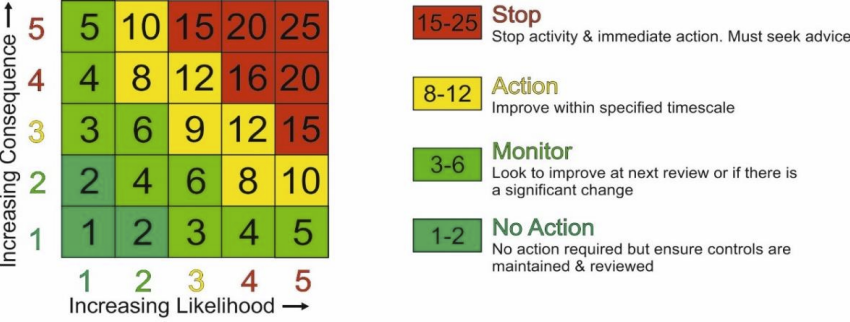 Increasing Consequence
5 5 10 15 20 25
4 4 8 12 16 20
3 3 6 9 12 15
2 2 4 6 8 10
1 1 2 3 4 5
1 2 3 4 5
Increasing Likelihood
15-25 Stop
Stop activity & immediate action. Must seek advice
8-12 Action
Improve within specified timescale
3-6 Monitor
Look to improve at next review or if there is
a significant change
1-2 No Action
No action required but ensure controls are
maintained & reviewed